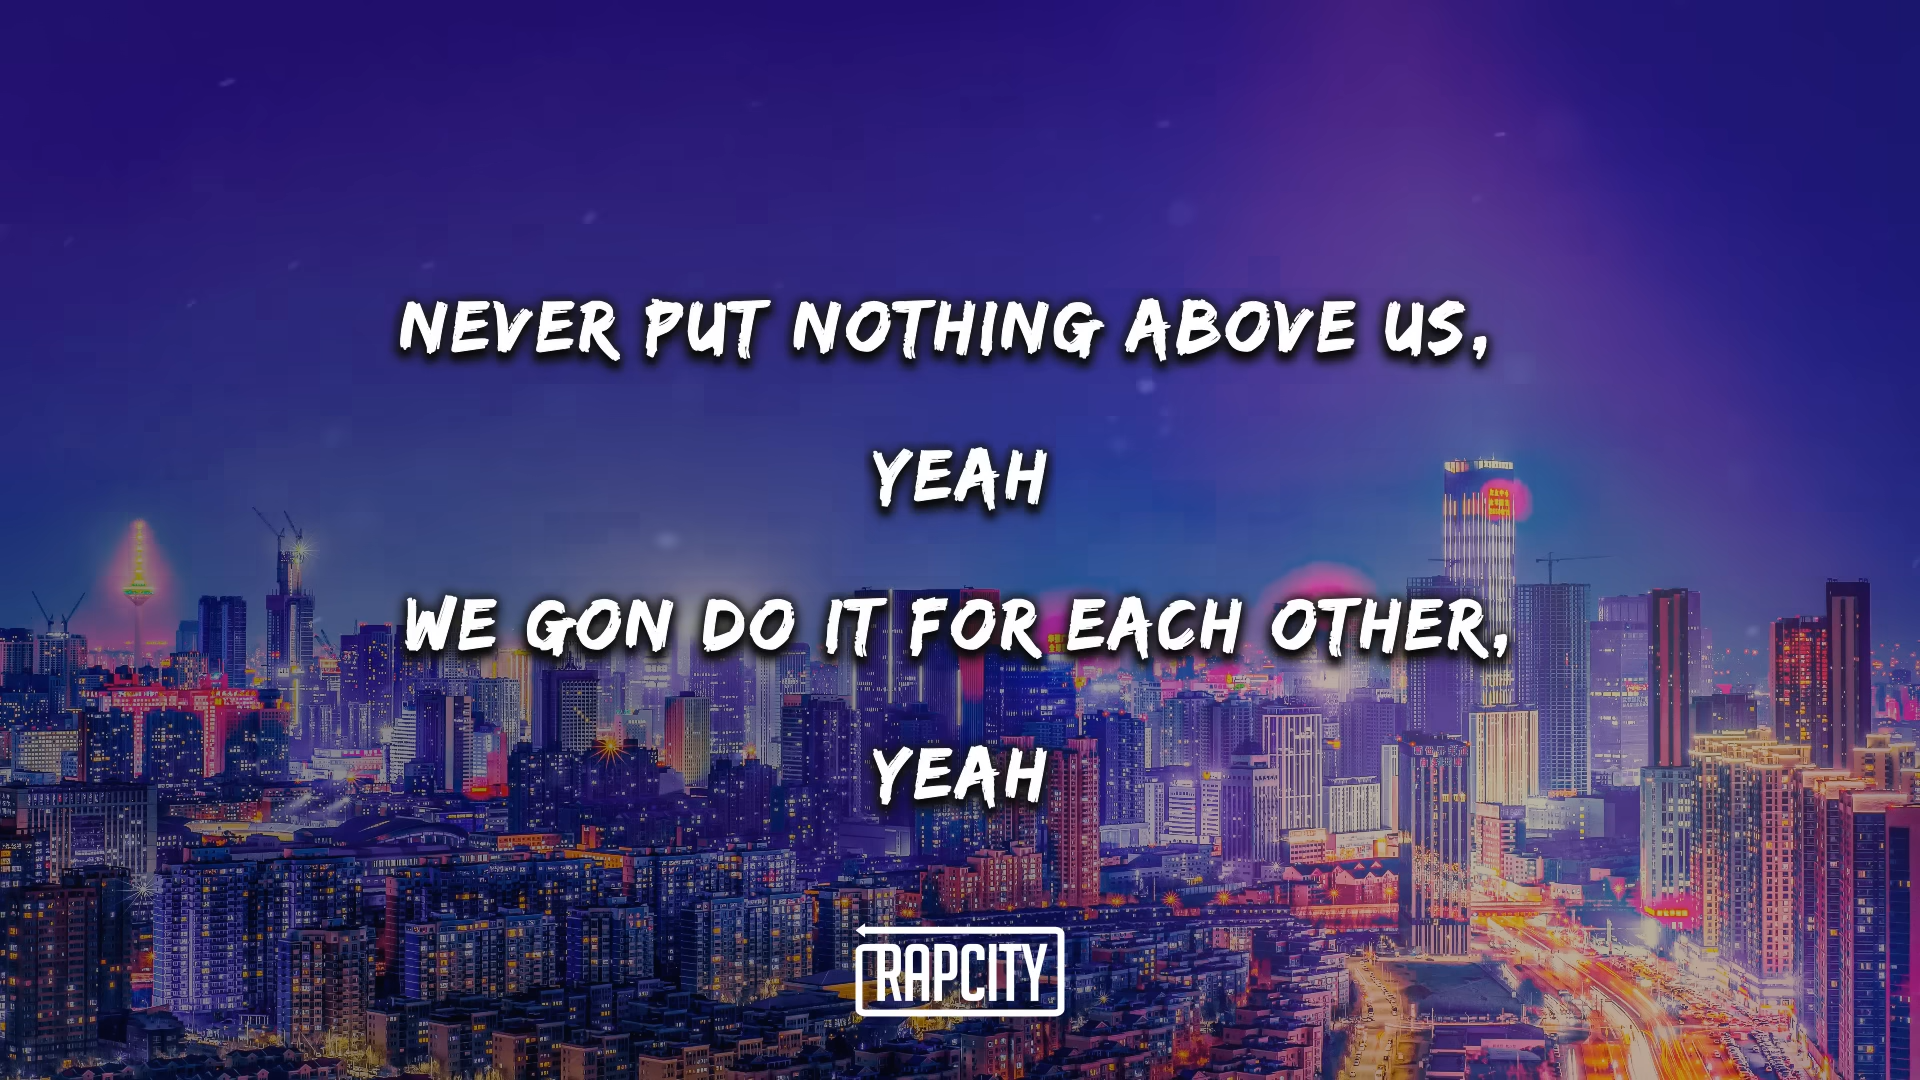 NEVER PUT NOTHING ABOVE US,
YEAH
WE GON DO IT FOR EACH OTHER,
YEAH
RAPCITY